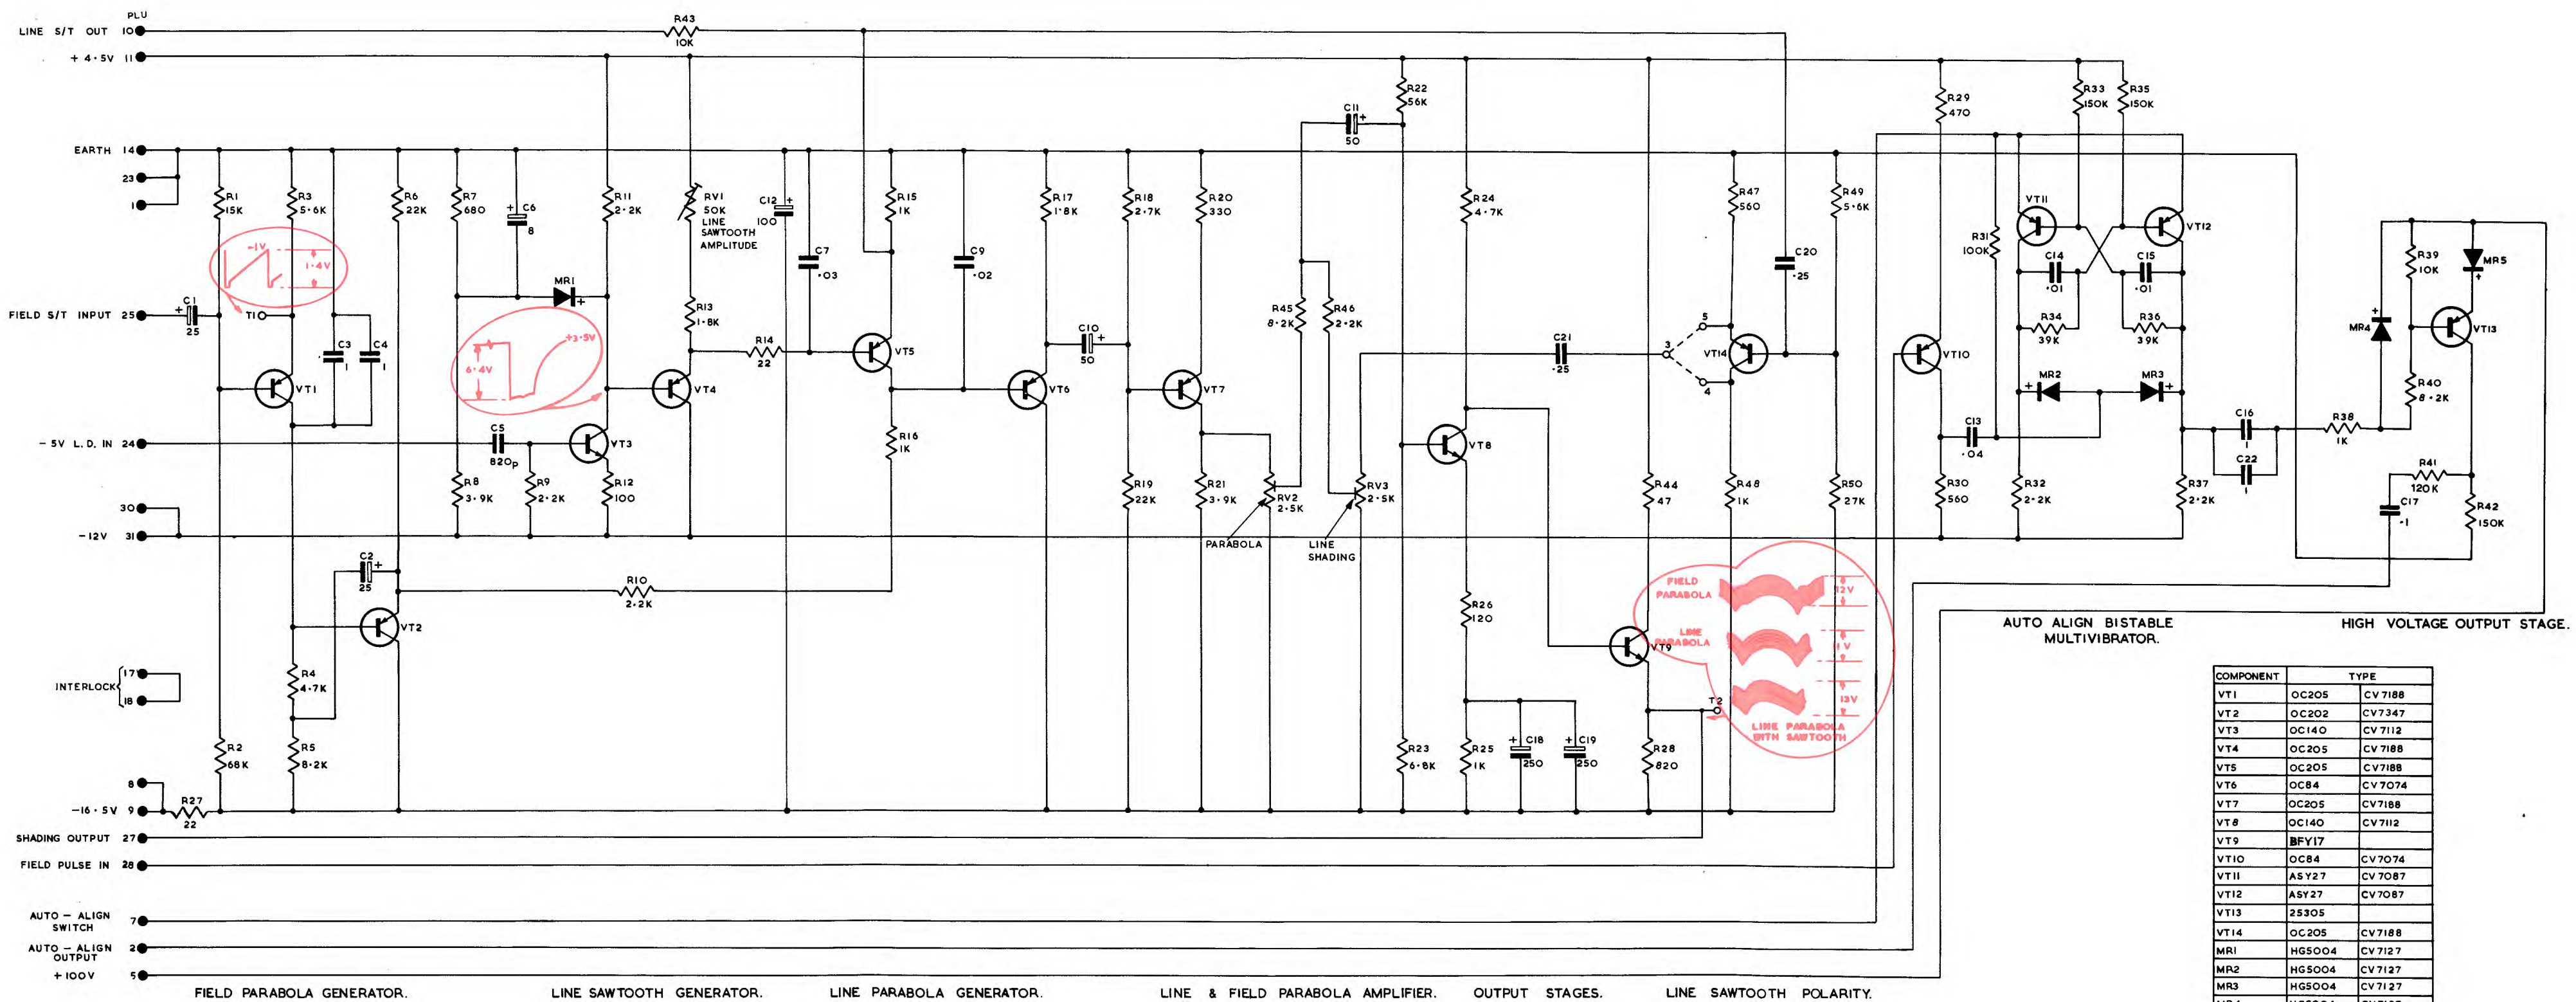 PLU
LINE S/T OUT 10
+ 4·5V 11
EARTH 14
23
1
FIELD S/T INPUT 25
− 5V L.D. IN 24
30
−12V 31
INTERLOCK 17
18
8
−16·5V 9
SHADING OUTPUT 27
FIELD PULSE IN 28
AUTO − ALIGN SWITCH 7
AUTO − ALIGN OUTPUT 2
+100V 5
R43
10K
R1
15K
R3
5·6K
R6
22K
R7
680
C6
8
R11
2·2K
RV1
50K
LINE
SAWTOOTH
AMPLITUDE
C12
100
C7
·03
R15
1K
C9
·02
R17
1·8K
R18
2·7K
R20
330
C11
50
R22
56K
R24
4·7K
R47
560
R49
5·6K
C20
·25
R29
470
R31
100K
R33
150K
R35
150K
VT11
VT12
C14
·01
C15
·01
R34
39K
R36
39K
MR2
MR3
R39
10K
MR5
MR4
VT13
R40
8·2K
−1V
1·4V
T1
C1
25
C3
1
C4
1
VT1
MR1
6·4V
+3·5V
R13
1·8K
R14
22
VT4
VT5
C10
50
VT6
VT7
R45
8·2K
R46
2·2K
C21
·25
5
3
4
VT14
VT10
C5
820p
VT3
R8
3·9K
R9
2·2K
R12
100
R16
1K
R19
22K
R21
3·9K
RV2
2·5K
RV3
2·5K
PARABOLA
LINE
SHADING
VT8
R44
47
R48
1K
R50
27K
C13
·04
R30
560
R32
2·2K
R37
2·2K
C16
1
C22
1
R38
1K
R41
120K
C17
·1
R42
150K
C2
25
VT2
R10
2·2K
R4
4·7K
R2
68K
R5
8·2K
R27
22
R26
120
VT9
R23
6·8K
R25
1K
C18
250
C19
250
R28
820
T2
FIELD
PARABOLA
12V
LINE
PARABOLA
1V
13V
LINE PARABOLA
WITH SAWTOOTH
AUTO ALIGN BISTABLE
MULTIVIBRATOR.
HIGH VOLTAGE OUTPUT STAGE.
FIELD PARABOLA GENERATOR.
LINE SAWTOOTH GENERATOR.
LINE PARABOLA GENERATOR.
LINE & FIELD PARABOLA AMPLIFIER.
OUTPUT STAGES.
LINE SAWTOOTH POLARITY.
COMPONENT TYPE
VT1 OC205 CV7188
VT2 OC202 CV7347
VT3 OC140 CV7112
VT4 OC205 CV7188
VT5 OC205 CV7188
VT6 OC84 CV7074
VT7 OC205 CV7188
VT8 OC140 CV7112
VT9 BFY17
VT10 OC84 CV7074
VT11 ASY27 CV7087
VT12 ASY27 CV7087
VT13 25305
VT14 OC205 CV7188
MR1 HG5004 CV7127
MR2 HG5004 CV7127
MR3 HG5004 CV7127